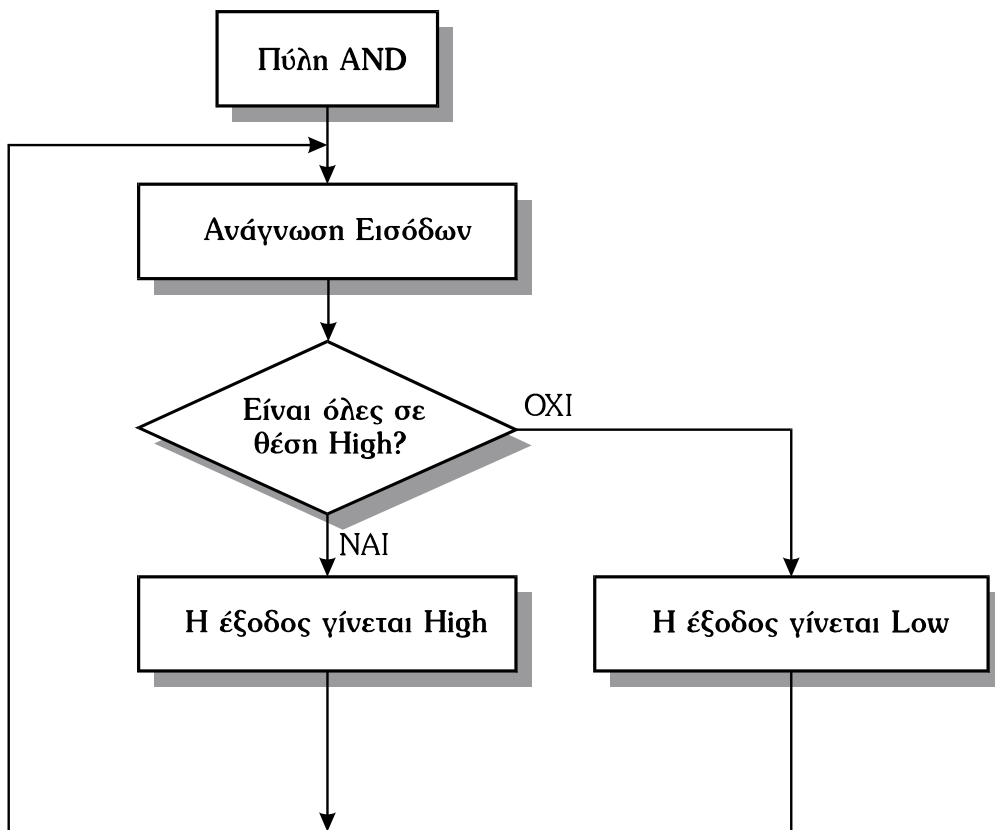 Πύλη AND
Ανάγνωση Εισόδων
Είναι όλες σε
θέση High?
ΟΧΙ
ΝΑΙ
Η έξοδος γίνεται High
Η έξοδος γίνεται Low